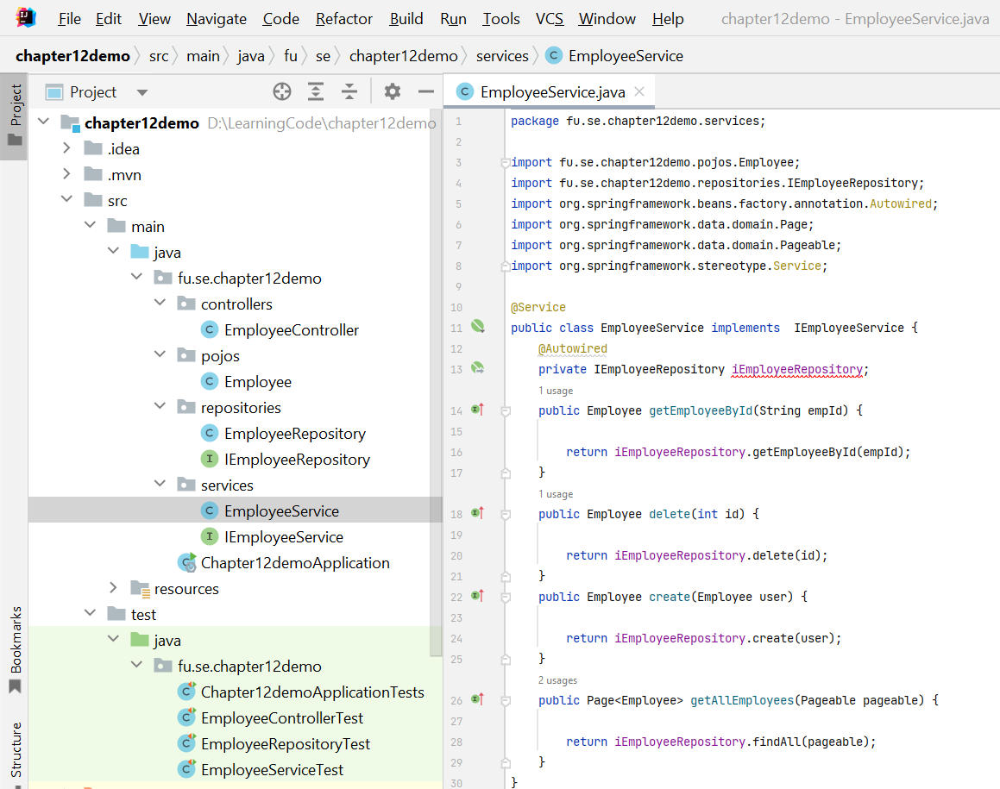 File Edit View Navigate Code Refactor Build Run Tools VCS Window Help chapter12demo - EmployeeService.java
chapter12demo src main java fu se chapter12demo services EmployeeService
Project
Bookmarks
Structure
Project
chapter12demo D:\LearningCode\chapter12demo
.idea
.mvn
src
main
java
fu.se.chapter12demo
controllers
EmployeeController
pojos
Employee
repositories
EmployeeRepository
IEmployeeRepository
services
EmployeeService
IEmployeeService
Chapter12demoApplication
resources
test
java
fu.se.chapter12demo
Chapter12demoApplicationTests
EmployeeControllerTest
EmployeeRepositoryTest
EmployeeServiceTest
EmployeeService.java
1 package fu.se.chapter12demo.services;
2
3 import fu.se.chapter12demo.pojos.Employee;
4 import fu.se.chapter12demo.repositories.IEmployeeRepository;
5 import org.springframework.beans.factory.annotation.Autowired;
6 import org.springframework.data.domain.Page;
7 import org.springframework.data.domain.Pageable;
8 import org.springframework.stereotype.Service;
9
10 @Service
11 public class EmployeeService implements  IEmployeeService {
12 @Autowired
13 private IEmployeeRepository iEmployeeRepository;
1 usage
14 public Employee getEmployeeById(String empId) {
15
16 return iEmployeeRepository.getEmployeeById(empId);
17 }
1 usage
18 public Employee delete(int id) {
19
20 return iEmployeeRepository.delete(id);
21 }
22 public Employee create(Employee user) {
23
24 return iEmployeeRepository.create(user);
25 }
2 usages
26 public Page<Employee> getAllEmployees(Pageable pageable) {
27
28 return iEmployeeRepository.findAll(pageable);
29 }
30 }